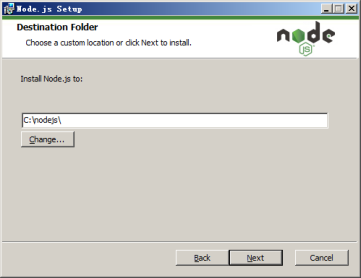 Node.js Setup
Destination Folder
Choose a custom location or click Next to install.
node
JS
Install Node.js to:
C:\nodejs\
Change...
Back
Next
Cancel